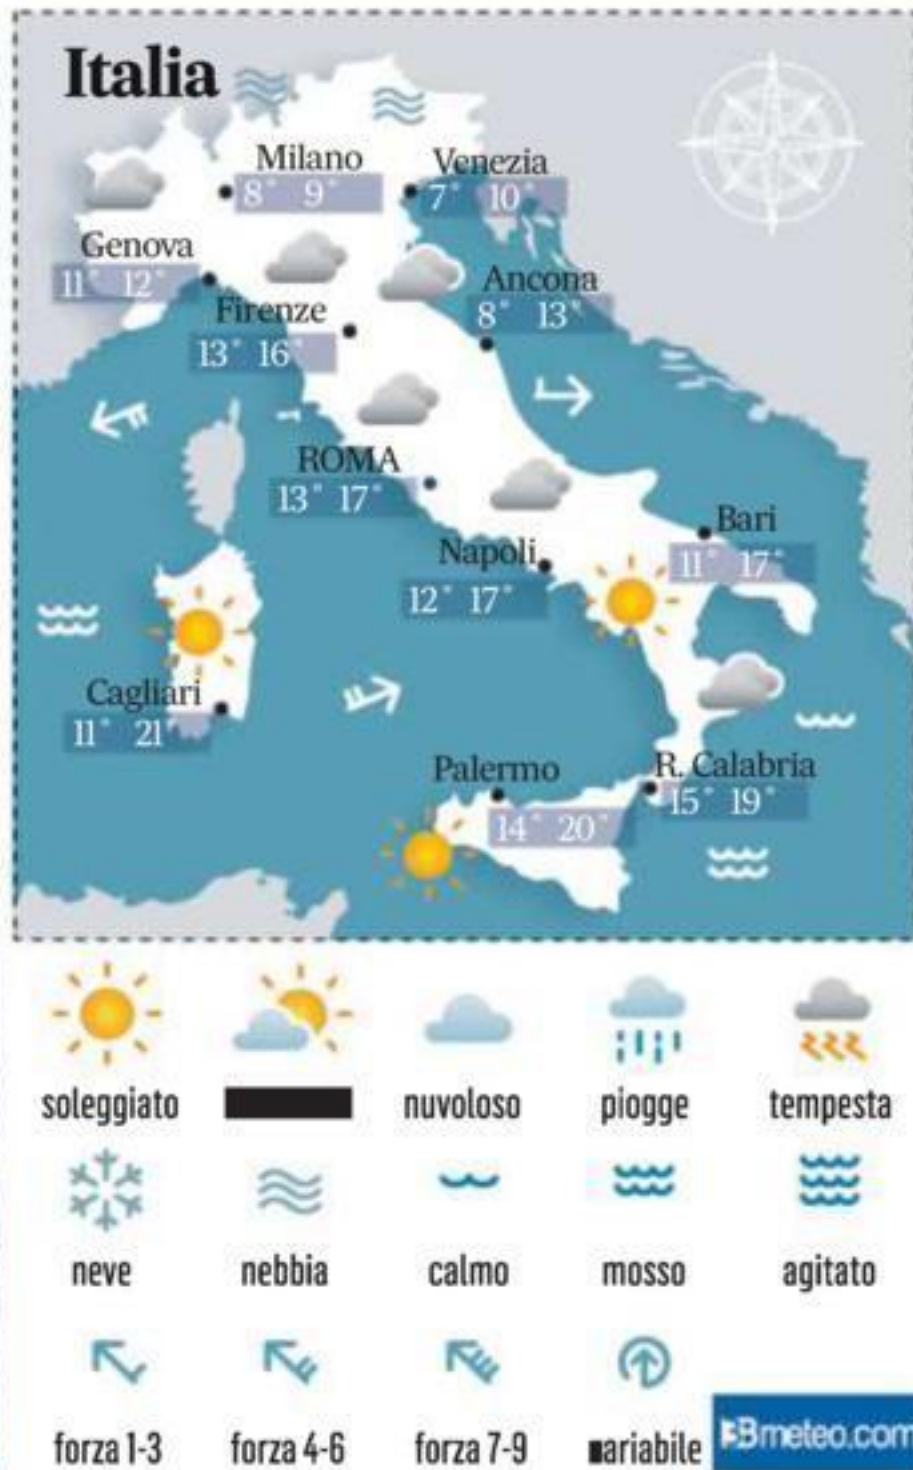 Italia
Milano
8° 9°
Venezia
7° 10°
Genova
11° 12°
Ancona
8° 13°
Firenze
13° 16°
ROMA
13° 17°
Bari
11° 17°
Napoli
12° 17°
Cagliari
11° 21°
Palermo
14° 20°
R. Calabria
15° 19°
soleggiato
nuvoloso
piogge
tempesta
neve
nebbia
calmo
mosso
agitato
forza 1-3
forza 4-6
forza 7-9
ariabile
Bmeteo.com